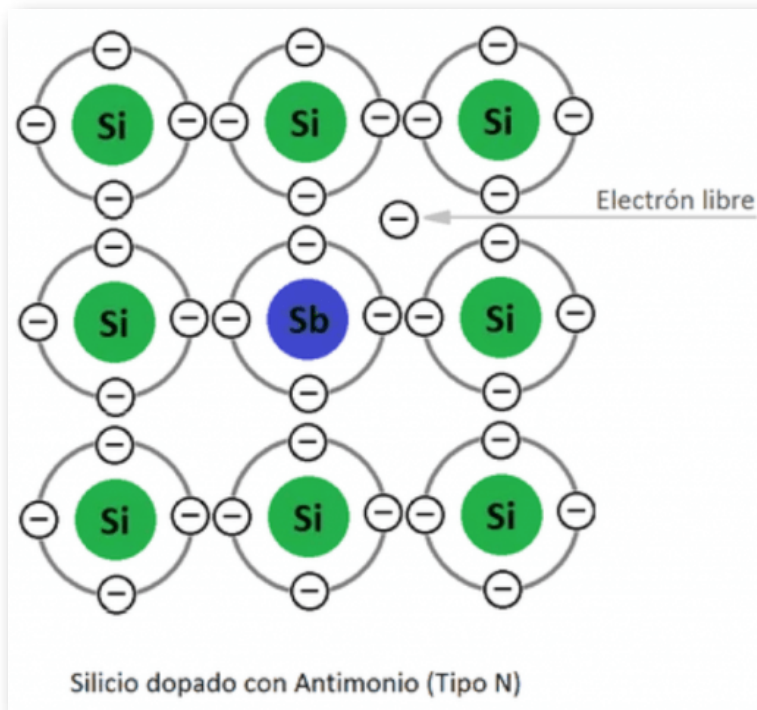 Si Si Si
Electrón libre
Si Sb Si
Si Si Si
Silicio dopado con Antimonio (Tipo N)